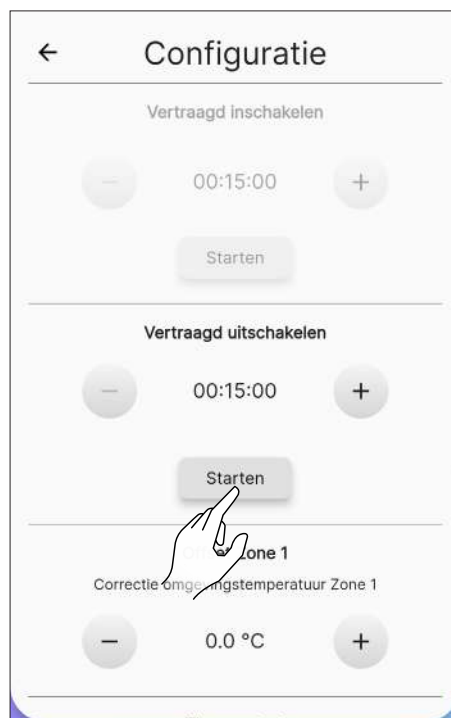 Configuratie
Vertraagd inschakelen
− 00:15:00 +
Starten
Vertraagd uitschakelen
− 00:15:00 +
Starten
Zone 1
Correctie omgevingstemperatuur Zone 1
− 0.0 °C +